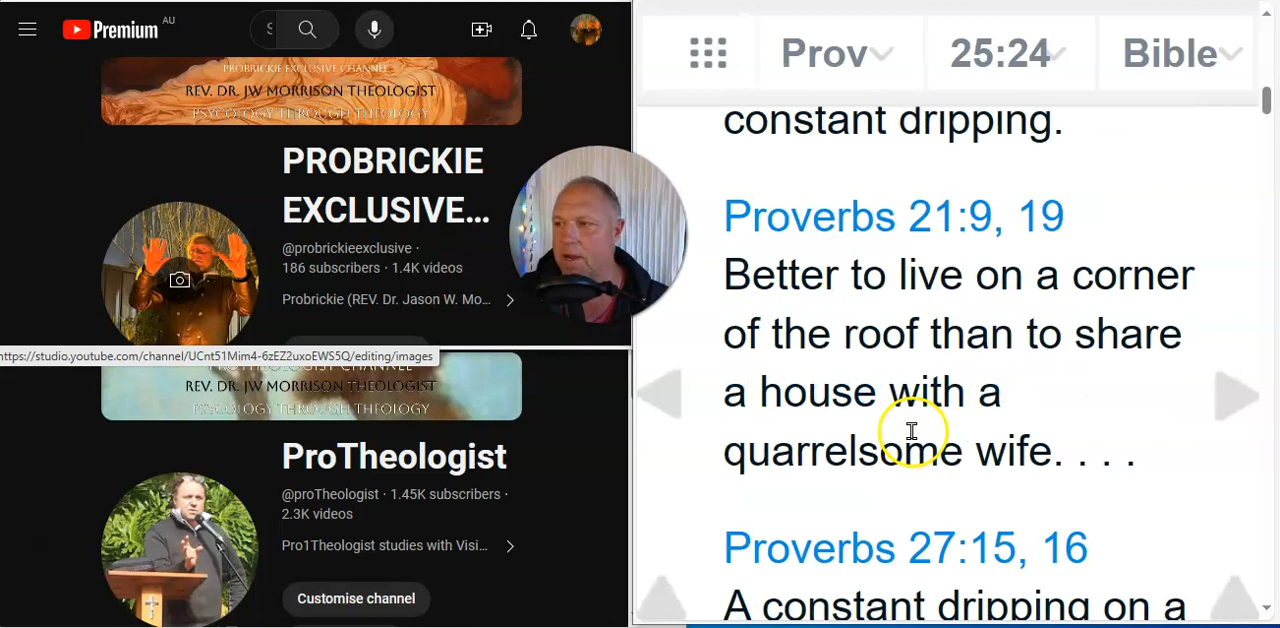 Premium AU
S
PROBRICKIE EXCLUSIVE CHANNEL
REV. DR. JW MORRISON THEOLOGIST
PSYCOLOGY THROUGH THEOLOGY
PROBRICKIE
EXCLUSIVE...
@probrickieexclusive ·
186 subscribers · 1.4K videos
Probrickie (REV. Dr. Jason W. Mo...
https://studio.youtube.com/channel/UCnt51Mim4-6zEZ2uxoEWS5Q/editing/images
REV. DR. JW MORRISON THEOLOGIST
PSYCOLOGY THROUGH THEOLOGY
ProTheologist
@proTheologist · 1.45K subscribers ·
2.3K videos
Pro1Theologist studies with Visi...
Customise channel
Prov
25:24
Bible
constant dripping.
Proverbs 21:9, 19
Better to live on a corner
of the roof than to share
a house with a
quarrelsome wife. . . .
Proverbs 27:15, 16
A constant dripping on a